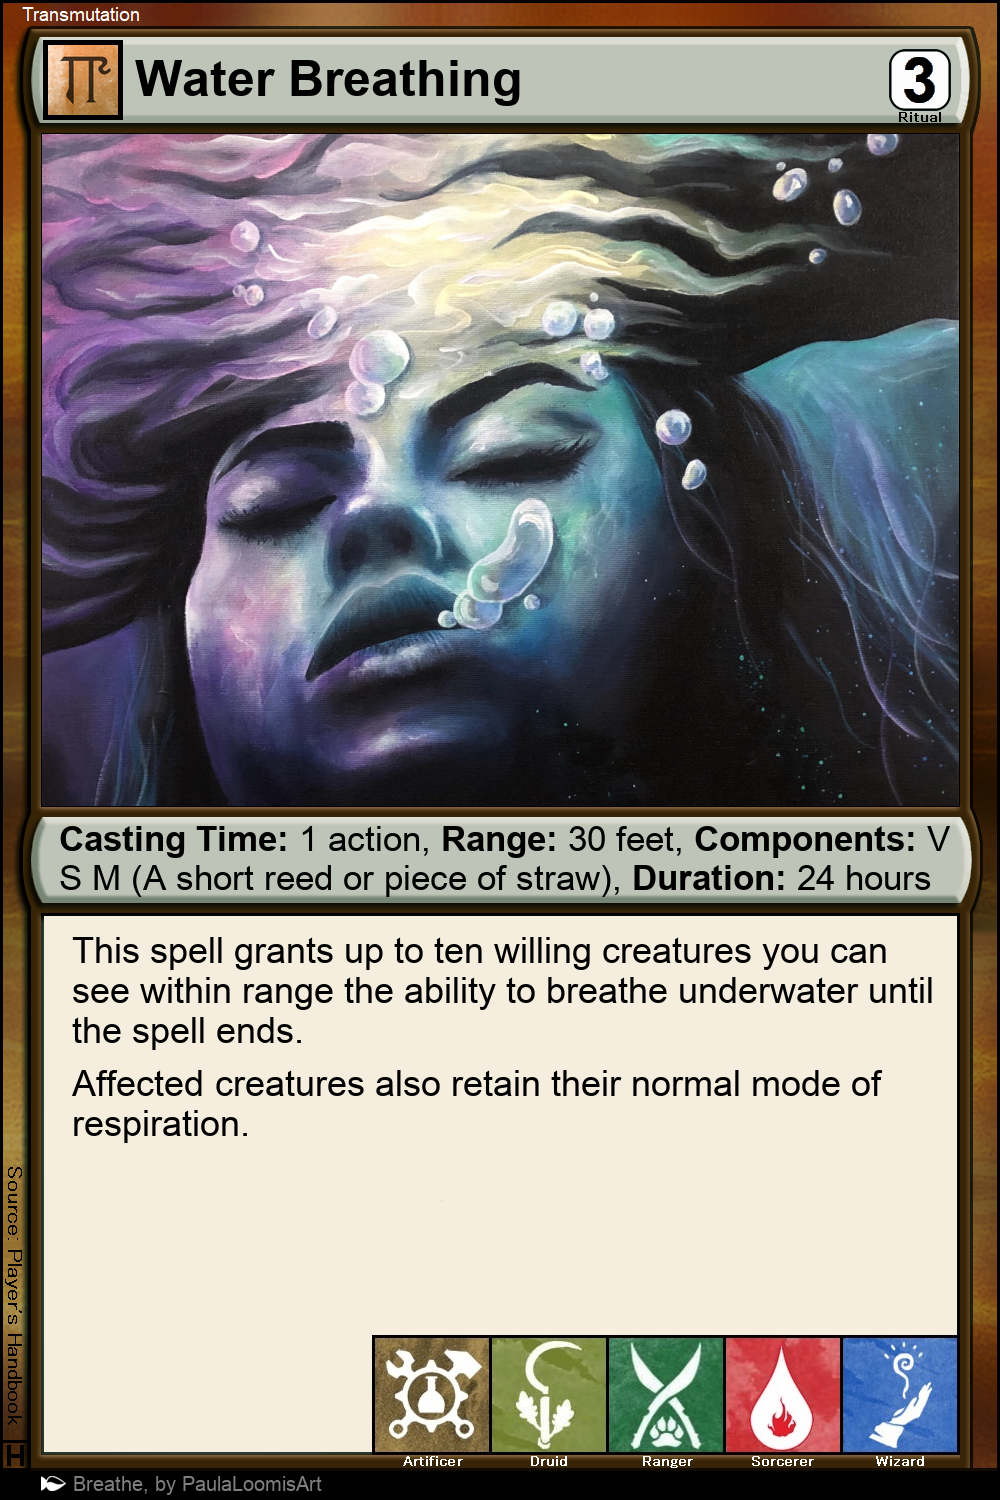 Transmutation
Water Breathing
3
Ritual
Casting Time: 1 action, Range: 30 feet, Components: V
S M (A short reed or piece of straw), Duration: 24 hours
This spell grants up to ten willing creatures you can
see within range the ability to breathe underwater until
the spell ends.
Affected creatures also retain their normal mode of
respiration.
Source: Player's Handbook
H
Artificer
Druid
Ranger
Sorcerer
Wizard
Breathe, by PaulaLoomisArt